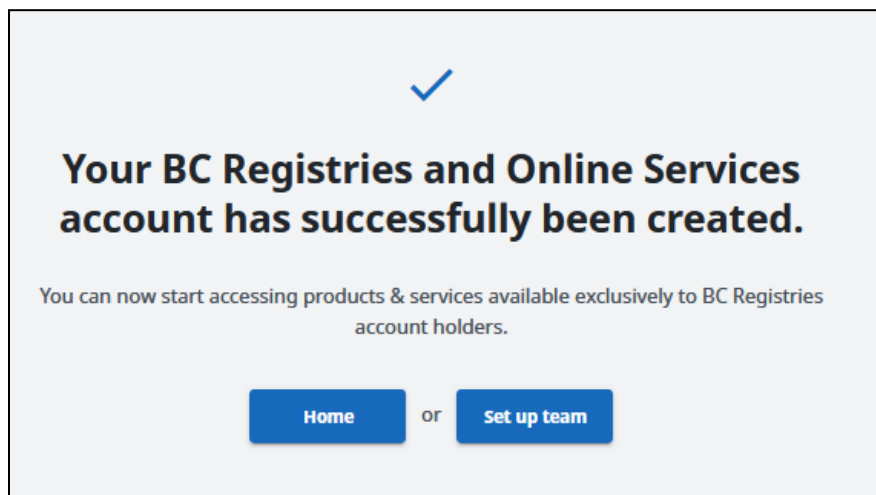 Your BC Registries and Online Services
account has successfully been created.
You can now start accessing products & services available exclusively to BC Registries
account holders.
Home or Set up team